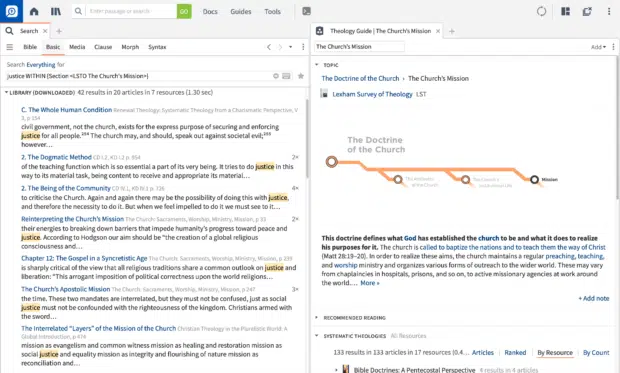 Enter passage or search
GO
Docs
Guides
Tools
Search
Bible
Basic
Media
Clause
Morph
Syntax
Search Everything for
justice WITHIN (Section <LSTO The Church's Mission>)
LIBRARY (DOWNLOADED) 42 results in 20 articles in 7 resources (1.30 sec)
C. The Whole Human Condition Renewal Theology: Systematic Theology from a Charismatic Perspective, V
3, p 154
civil government, not the church, exists for the express purpose of securing and enforcing
justice for all people.104 The church may, and should, speak out against societal evil;105
however…
2. The Dogmatic Method CD I.2, p 354 2×
of the teaching function which is so essential a part of its very being. It tries to do justice in this
way to its material task, being content to receive and appropriate its material…
2. The Being of the Community 4×
to criticise the Church. Again and again there may be the possibility of doing this with justice,
and therefore the necessity to do it. But when we feel impelled to do it we must see to it…
Reinterpreting the Church's Mission The Church: Sacraments, Worship, Ministry, Mission, p 55 2×
their energies to breaking down barriers that impede humanity's progress toward peace and
justice. According to Hodgson our aim should be "the creation of a global religious
consciousness and…
Chapter 12: The Gospel in a Syncretistic Age The Church: Sacraments, Worship, Ministry, Mission, p 239
is sharply critical of the view that all religious traditions share a common outlook on justice and
liberation: "This arrogant imposition of political correctness upon the world religions…
The Church's Apostolic Mission The Church: Sacraments, Worship, Ministry, Mission, p 247 3×
the time. These two mandates are interrelated, but they must not be confused, just as social
justice must not be confounded with the righteousness of the kingdom. Christians armed with
the sword…
The Interrelated "Layers" of the Mission of the Church Christian Theology in the Pluralistic World: A
Global Introduction, p 474
mission as evangelism and common witness mission as healing and restoration mission as
social justice and equality mission as integrity and flourishing of nature mission as
reconciliation and…
Theology Guide | The Church's Mission
The Church's Mission
Add
TOPIC
The Doctrine of the Church › The Church's Mission
Lexham Survey of Theology LST
The Doctrine
of the Church
The Attributes
of the Church
The Church's
Institutional Life
Mission
This doctrine defines what God has established the church to be and what it does to realize
his purposes for it. The church is called to baptize the nations and to teach them the way of Christ
(Matt 28:19–20). In order to realize these aims, the church maintains a regular preaching, teaching,
and worship ministry and organizes various forms of outreach to the wider world. These may vary
from chaplaincies in hospitals, prisons, and so on, to active missionary agencies at work around
the world.… More »
+ Add note
RECOMMENDED READING
SYSTEMATIC THEOLOGIES All Resources
133 results in 133 articles in 17 resources (0.4… Articles Ranked By Resource By Count
Bible Doctrines: A Pentecostal Perspective 4 results in 4 articles